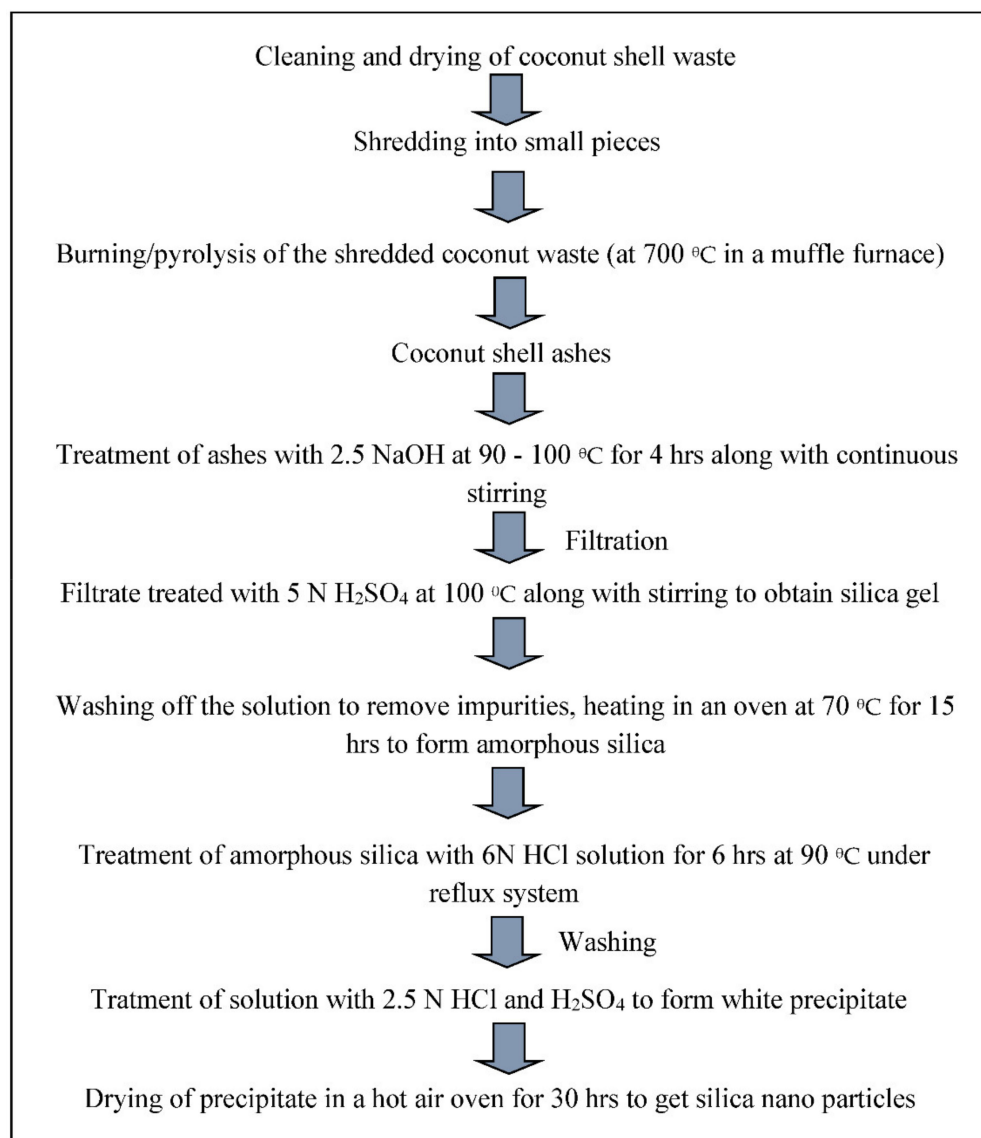 Cleaning and drying of coconut shell waste
Shredding into small pieces
Burning/pyrolysis of the shredded coconut waste (at 700 ⁰C in a muffle furnace)
Coconut shell ashes
Treatment of ashes with 2.5 NaOH at 90 - 100 ⁰C for 4 hrs along with continuous
stirring
Filtration
Filtrate treated with 5 N H₂SO₄ at 100 ⁰C along with stirring to obtain silica gel
Washing off the solution to remove impurities, heating in an oven at 70 ⁰C for 15
hrs to form amorphous silica
Treatment of amorphous silica with 6N HCl solution for 6 hrs at 90 ⁰C under
reflux system
Washing
Tratment of solution with 2.5 N HCl and H₂SO₄ to form white precipitate
Drying of precipitate in a hot air oven for 30 hrs to get silica nano particles